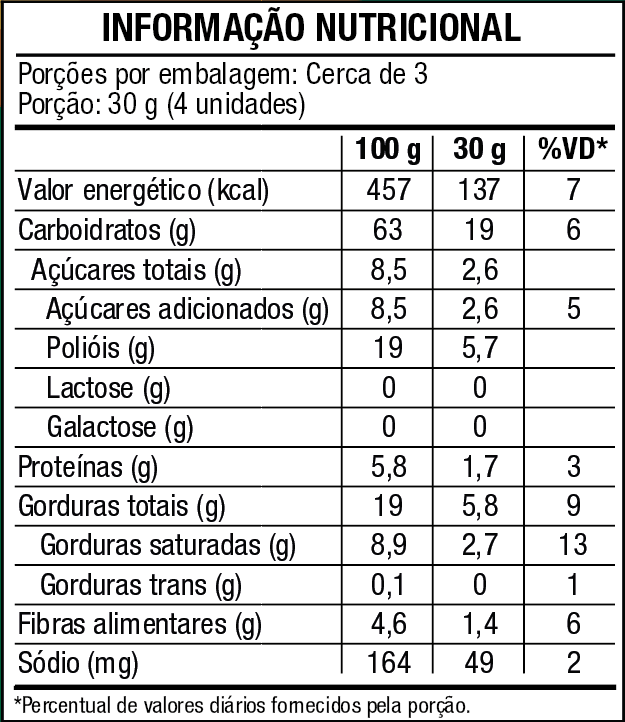 INFORMAÇÃO NUTRICIONAL
Porções por embalagem: Cerca de 3
Porção: 30 g (4 unidades)
100 g 30 g %VD*
Valor energético (kcal) 457 137 7
Carboidratos (g) 63 19 6
Açúcares totais (g) 8,5 2,6
Açúcares adicionados (g) 8,5 2,6 5
Polióis (g) 19 5,7
Lactose (g) 0 0
Galactose (g) 0 0
Proteínas (g) 5,8 1,7 3
Gorduras totais (g) 19 5,8 9
Gorduras saturadas (g) 8,9 2,7 13
Gorduras trans (g) 0,1 0 1
Fibras alimentares (g) 4,6 1,4 6
Sódio (mg) 164 49 2
*Percentual de valores diários fornecidos pela porção.